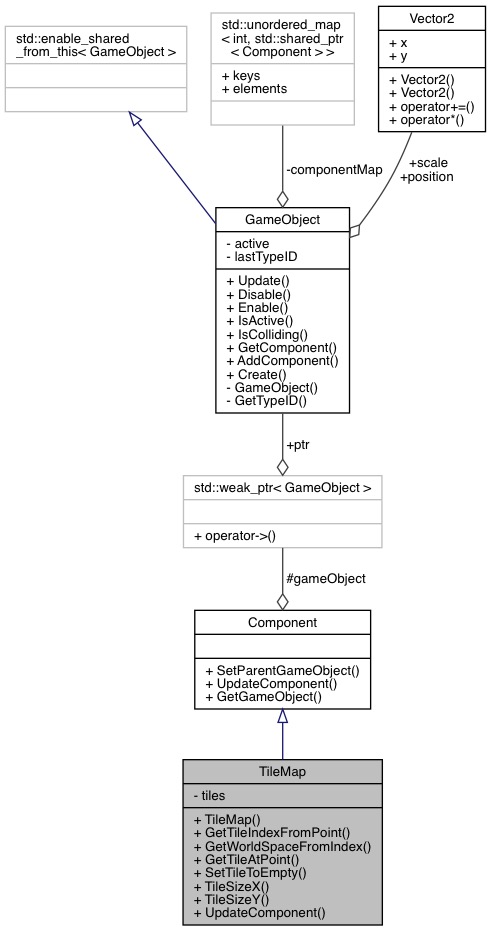 std::enable_shared
_from_this< GameObject >
std::unordered_map
< int, std::shared_ptr
< Component > >
+ keys
+ elements
Vector2
+ x
+ y
+ Vector2()
+ Vector2()
+ operator+=()
+ operator*()
-componentMap
+scale
+position
GameObject
- active
- lastTypeID
+ Update()
+ Disable()
+ Enable()
+ IsActive()
+ IsColliding()
+ GetComponent()
+ AddComponent()
+ Create()
- GameObject()
- GetTypeID()
+ptr
std::weak_ptr< GameObject >
+ operator->()
#gameObject
Component
+ SetParentGameObject()
+ UpdateComponent()
+ GetGameObject()
TileMap
- tiles
+ TileMap()
+ GetTileIndexFromPoint()
+ GetWorldSpaceFromIndex()
+ GetTileAtPoint()
+ SetTileToEmpty()
+ TileSizeX()
+ TileSizeY()
+ UpdateComponent()